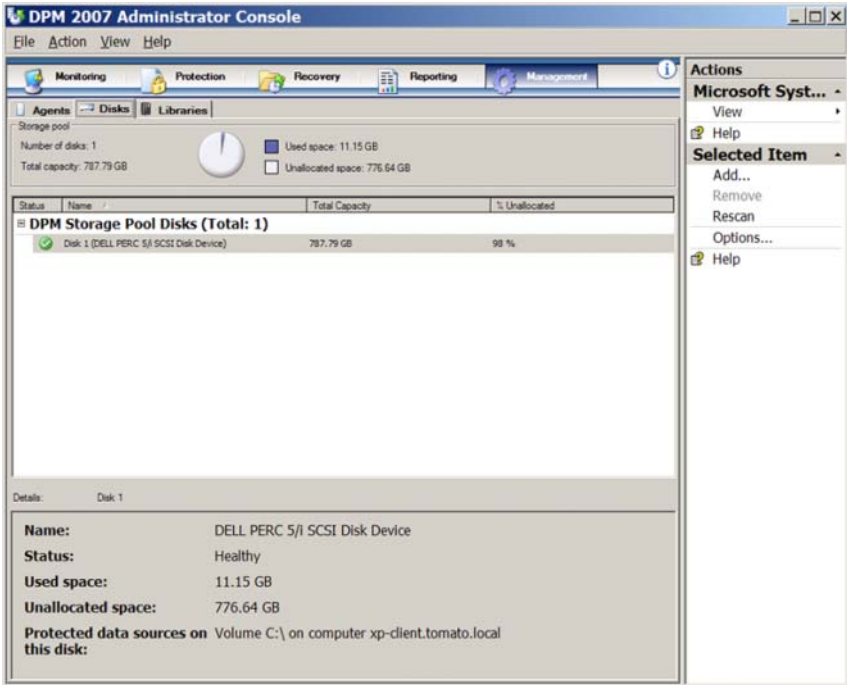 DPM 2007 Administrator Console
File Action View Help
Monitoring Protection Recovery Reporting Management
Agents Disks Libraries
Storage pool
Number of disks: 1
Total capacity: 787.79 GB
Used space: 11.15 GB
Unallocated space: 776.64 GB
Status Name Total Capacity % Unallocated
DPM Storage Pool Disks (Total: 1)
Disk 1 (DELL PERC 5/i SCSI Disk Device) 787.79 GB 98 %
Details: Disk 1
Name: DELL PERC 5/i SCSI Disk Device
Status: Healthy
Used space: 11.15 GB
Unallocated space: 776.64 GB
Protected data sources on Volume C:\ on computer xp-client.tomato.local
this disk:
Actions
Microsoft Syst...
View
Help
Selected Item
Add...
Remove
Rescan
Options...
Help